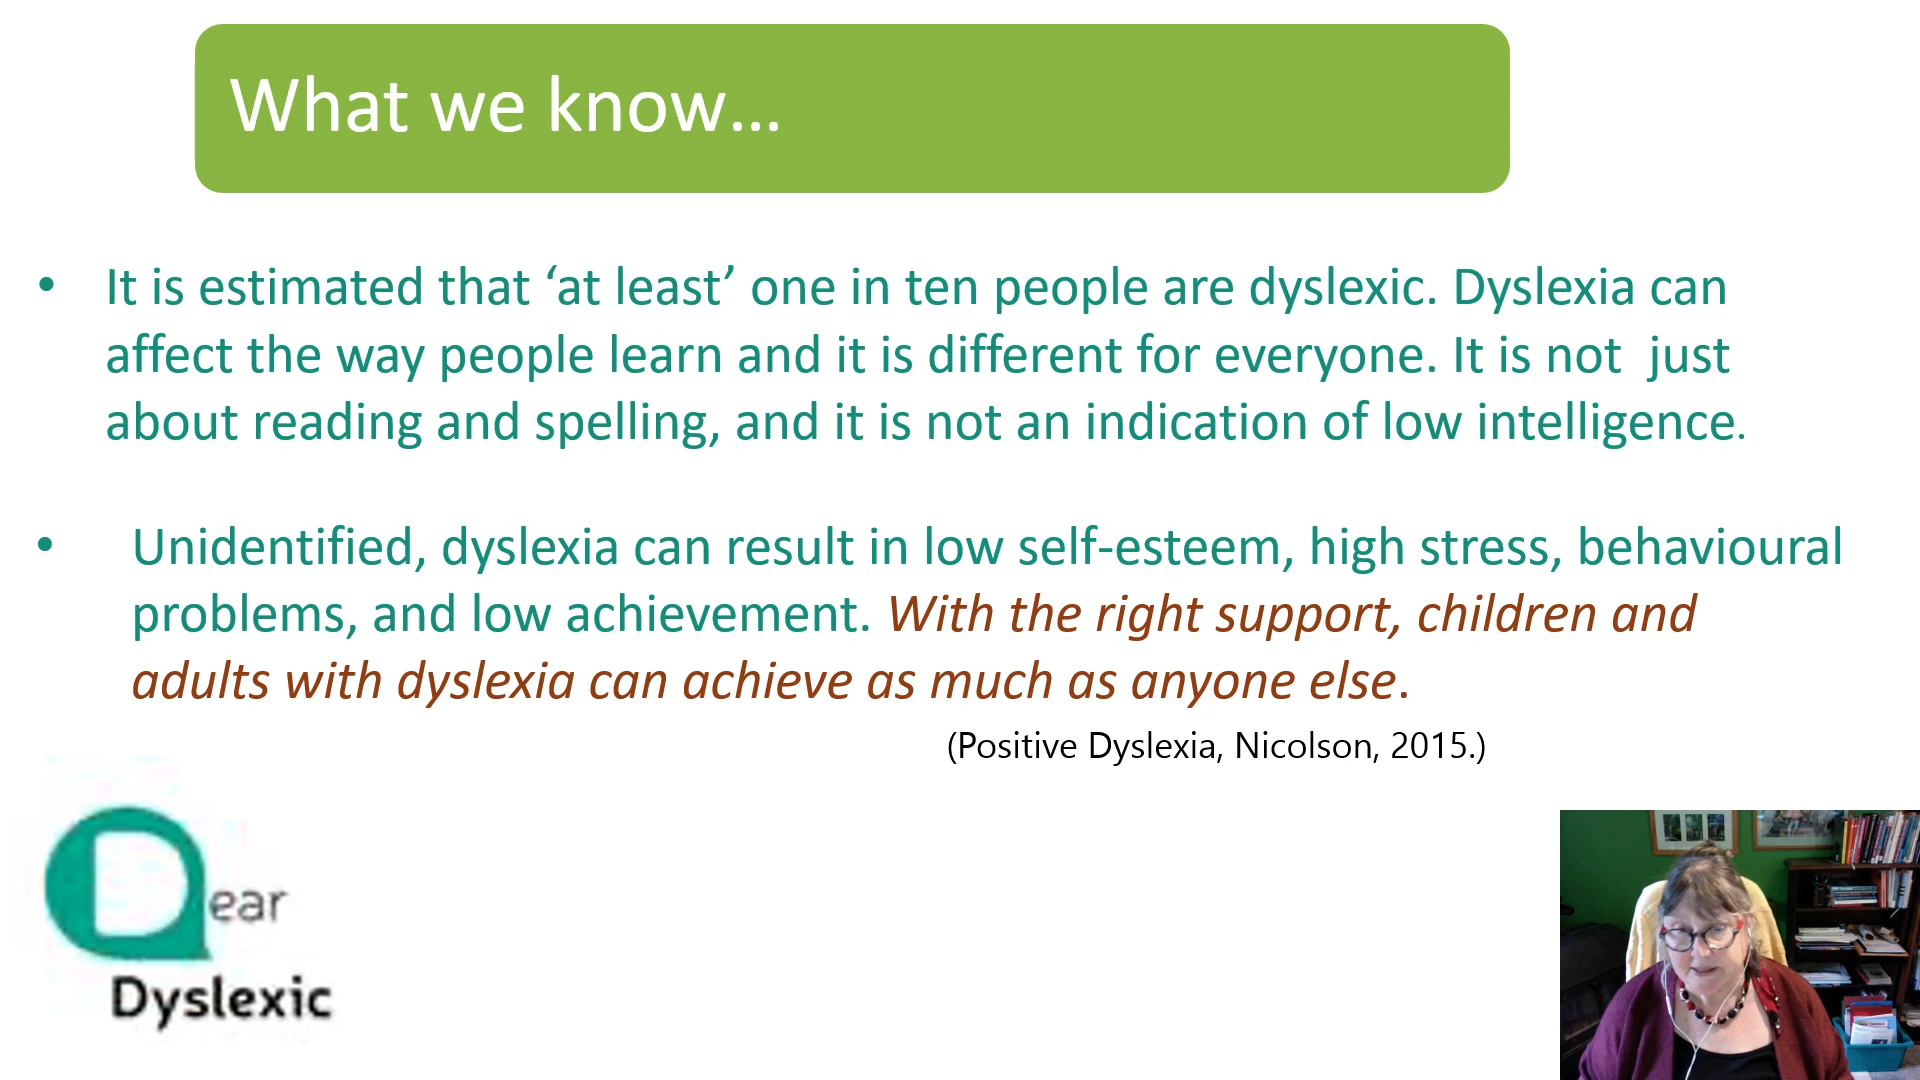 What we know...
• It is estimated that ‘at least’ one in ten people are dyslexic. Dyslexia can
affect the way people learn and it is different for everyone. It is not  just
about reading and spelling, and it is not an indication of low intelligence.
• Unidentified, dyslexia can result in low self-esteem, high stress, behavioural
problems, and low achievement. With the right support, children and
adults with dyslexia can achieve as much as anyone else.
(Positive Dyslexia, Nicolson, 2015.)
Dear
Dyslexic